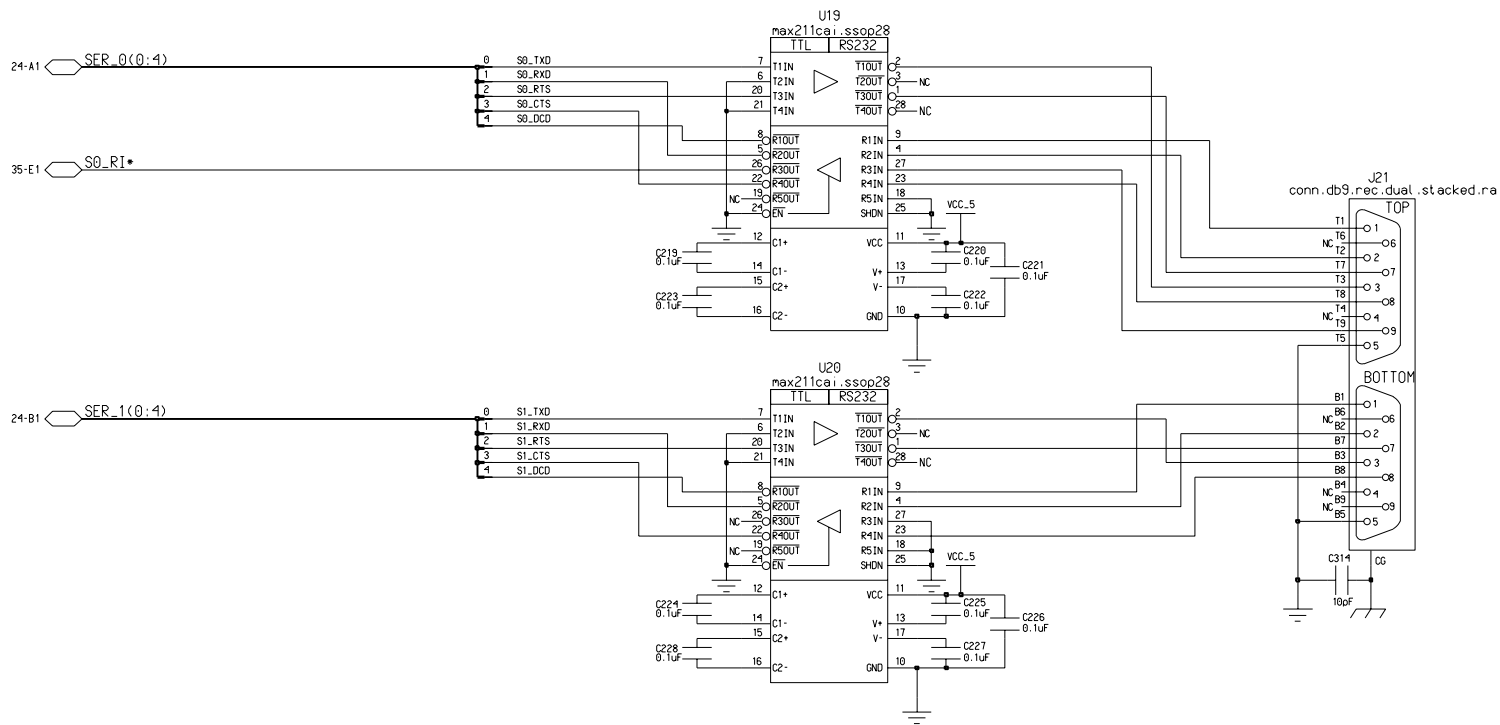 U19
max211cai.ssop28
TTL RS232
24-A1 SER_0(0:4)
0 S0_TXD 7 T1IN T1OUT 2
1 S0_RXD 6 T2IN T2OUT 3 NC
2 S0_RTS 20 T3IN T3OUT 1
3 S0_CTS 21 T4IN T4OUT 28 NC
4 S0_DCD
8 R1OUT R1IN 9
5 R2OUT R2IN 4
35-E1 S0_RI* 26 R3OUT R3IN 27
22 R4OUT R4IN 23
NC 19 R5OUT R5IN 18
24 EN SHDN 25
VCC_5
12 C1+ VCC 11
C219
0.1uF
C220
0.1uF
C221
0.1uF
14 C1- V+ 13
15 C2+ V- 17
C223
0.1uF
C222
0.1uF
16 C2- GND 10
J21
conn.db9.rec.dual.stacked.ra
TOP
T1 1
NC T6 6
T2 2
T7 7
T3 3
T8 8
NC T4 4
T9 9
T5 5
U20
max211cai.ssop28
TTL RS232
24-B1 SER_1(0:4)
0 S1_TXD 7 T1IN T1OUT 2
1 S1_RXD 6 T2IN T2OUT 3 NC
2 S1_RTS 20 T3IN T3OUT 1
3 S1_CTS 21 T4IN T4OUT 28 NC
4 S1_DCD
8 R1OUT R1IN 9
5 R2OUT R2IN 4
NC 26 R3OUT R3IN 27
22 R4OUT R4IN 23
NC 19 R5OUT R5IN 18
24 EN SHDN 25
VCC_5
12 C1+ VCC 11
C224
0.1uF
C225
0.1uF
C226
0.1uF
14 C1- V+ 13
15 C2+ V- 17
C228
0.1uF
C227
0.1uF
16 C2- GND 10
BOTTOM
B1 1
NC B6 6
B2 2
B7 7
B3 3
B8 8
NC B4 4
NC B9 9
B5 5
C314
10pF
CG